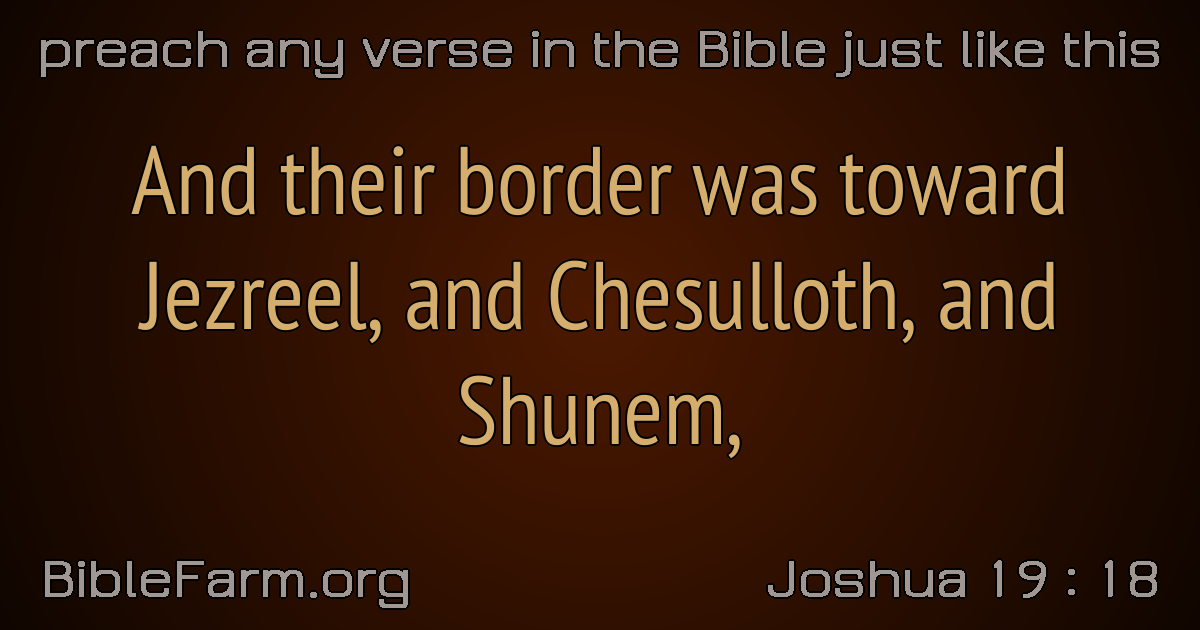 preach any verse in the Bible just like this
And their border was toward
Jezreel, and Chesulloth, and
Shunem,
BibleFarm.org
Joshua 19 : 18